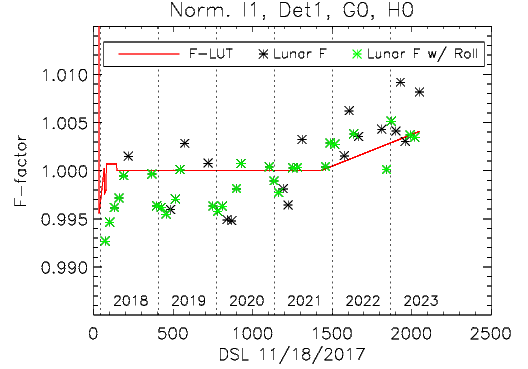 Norm. I1, Det1, G0, H0
F-LUT Lunar F Lunar F w/ Roll
1.010
1.005
1.000
0.995
0.990
F-factor
2018 2019 2020 2021 2022 2023
0 500 1000 1500 2000 2500
DSL 11/18/2017